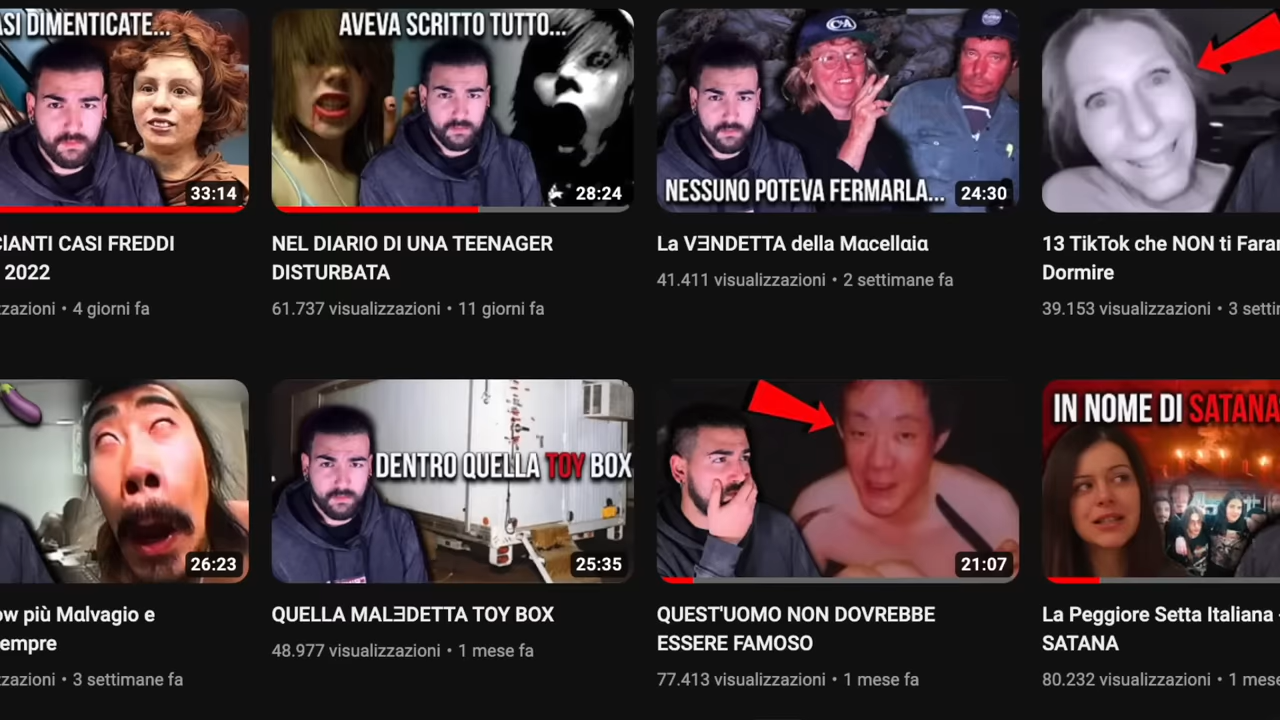 ASI DIMENTICATE...
AVEVA SCRITTO TUTTO...
C&A
NESSUNO POTEVA FERMARLA...
33:14
28:24
24:30
CIANTI CASI FREDDI
2022
zzazioni • 4 giorni fa
NEL DIARIO DI UNA TEENAGER
DISTURBATA
61.737 visualizzazioni • 11 giorni fa
La VƎNDETTA della Mɑcellɑiɑ
41.411 visualizzazioni • 2 settimane fa
13 TikTok che NON ti Farar
Dormire
39.153 visualizzazioni • 3 setti
DENTRO QUELLA TOY BOX
IN NOME DI SATANA
26:23
25:35
21:07
ow più Mɑlvagio e
empre
zzazioni • 3 settimane fa
QUELLA MALƎDETTA TOY BOX
48.977 visualizzazioni • 1 mese fa
QUEST'UOMO NON DOVREBBE
ESSERE FAMOSO
77.413 visualizzazioni • 1 mese fa
La Peggiore Setta Italiana -
SATANA
80.232 visualizzazioni • 1 mese